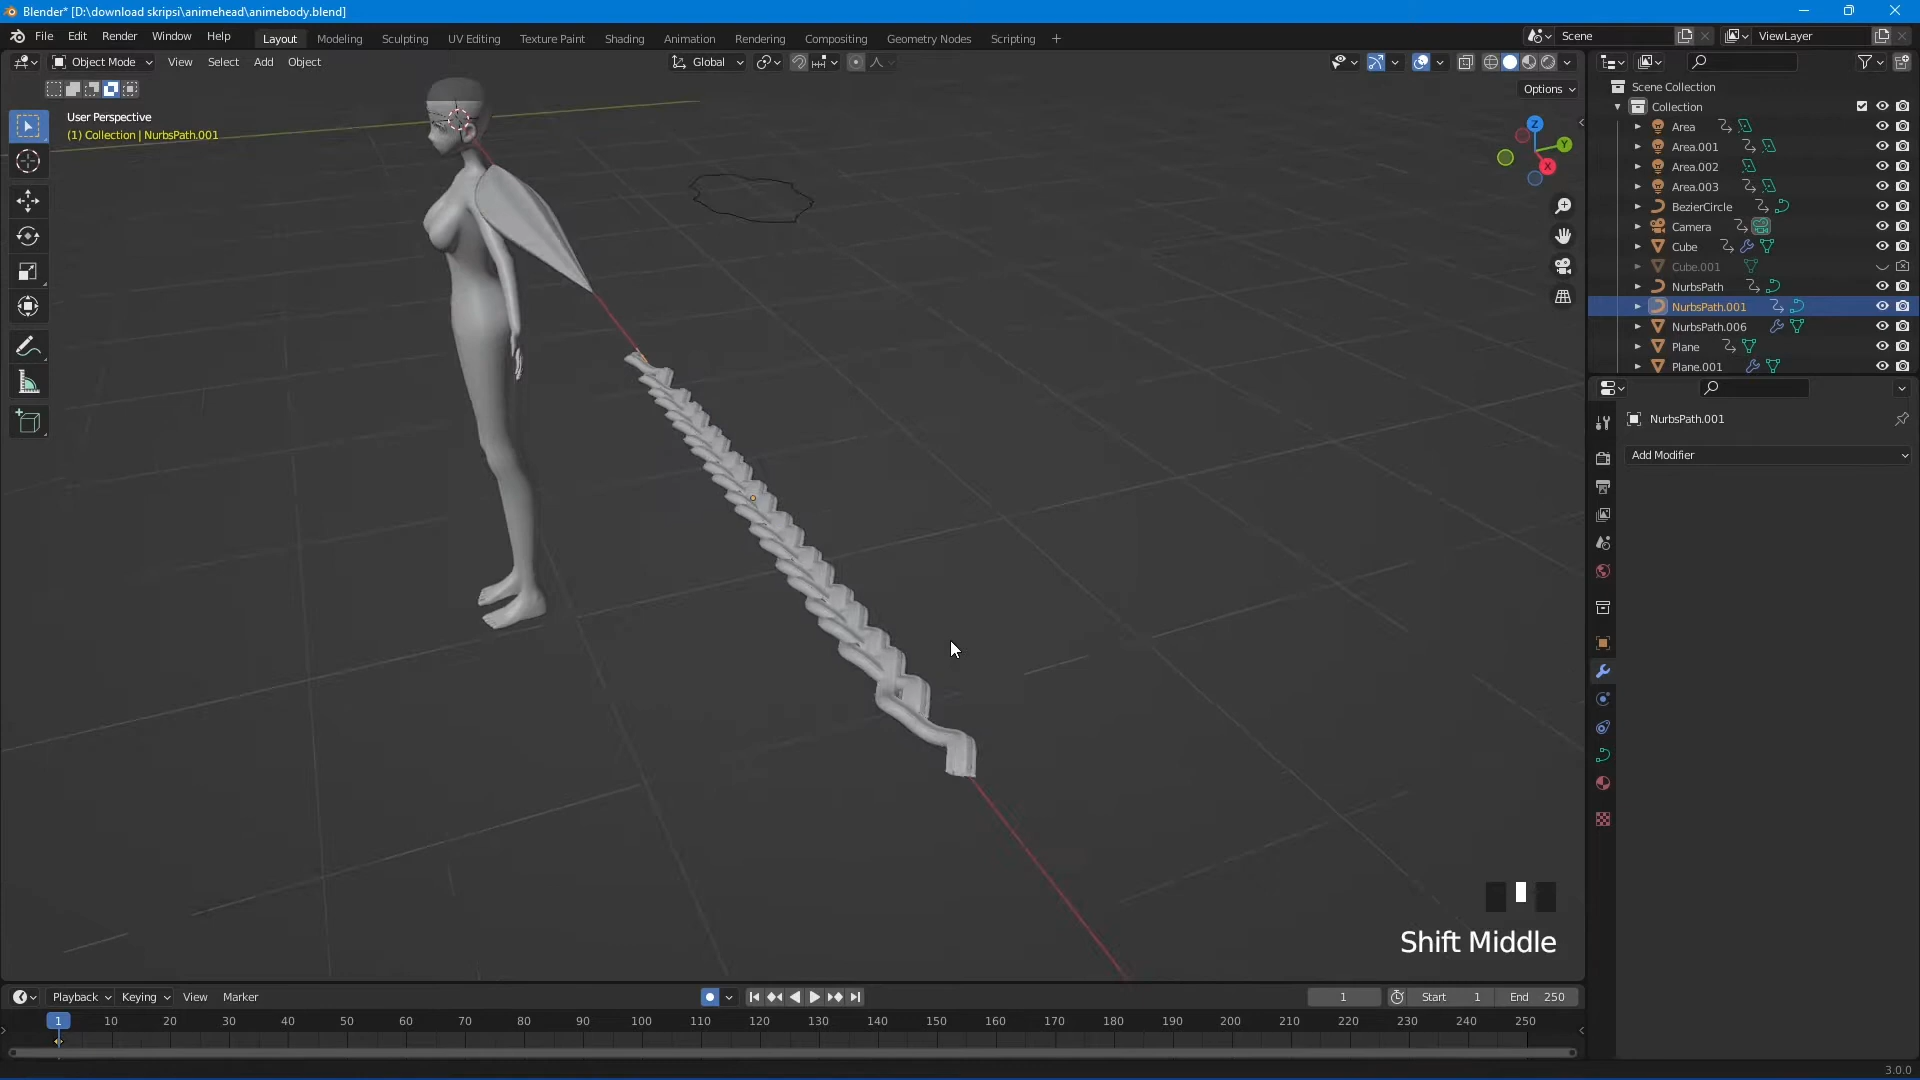 Blender* [D:\download skripsi\animehead\animebody.blend]
File Edit Render Window Help Layout Modeling Sculpting UV Editing Texture Paint Shading Animation Rendering Compositing Geometry Nodes Scripting + Scene ViewLayer
Object Mode View Select Add Object Global
Options
User Perspective
(1) Collection | NurbsPath.001
Z
Y
X
Scene Collection
Collection
Area
Area.001
Area.002
Area.003
BezierCircle
Camera
Cube
Cube.001
NurbsPath
NurbsPath.001
NurbsPath.006
Plane
Plane.001
NurbsPath.001
Add Modifier
Shift Middle
Playback Keying View Marker 1 Start 1 End 250
1 10 20 30 40 50 60 70 80 90 100 110 120 130 140 150 160 170 180 190 200 210 220 230 240 250
3.0.0